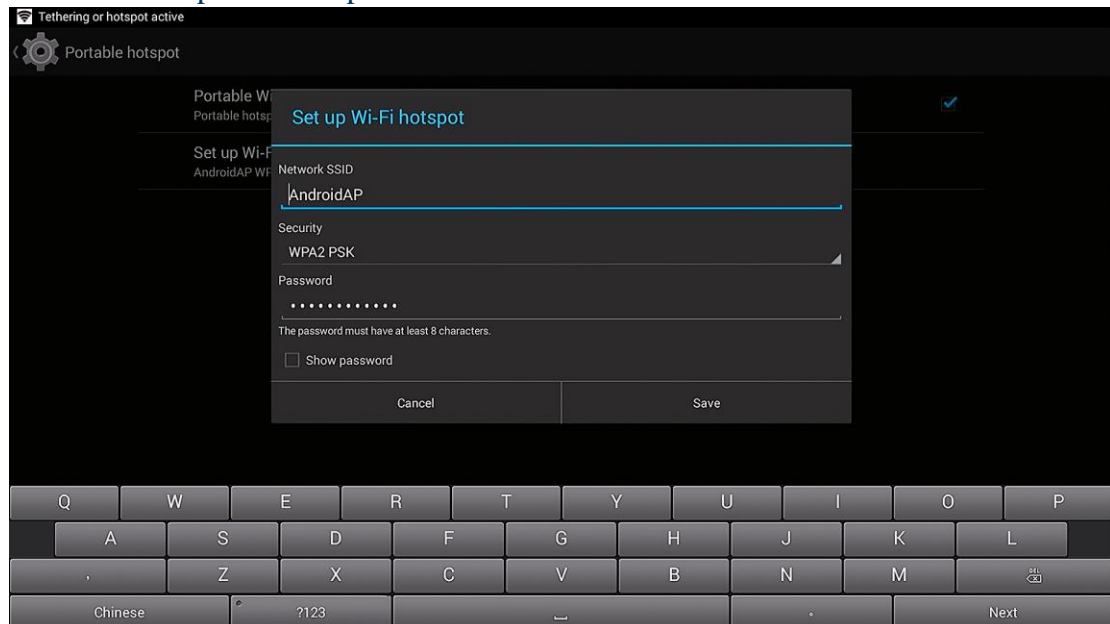 Tethering or hotspot active
Portable hotspot
Portable Wi
Portable hotsp
Set up Wi-F
AndroidAP WP
Set up Wi-Fi hotspot
Network SSID
AndroidAP
Security
WPA2 PSK
Password
••••••••••••
The password must have at least 8 characters.
Show password
Cancel Save
Q W E R T Y U I O P
A S D F G H J K L
, Z X C V B N M DEL
Chinese ?123 . Next